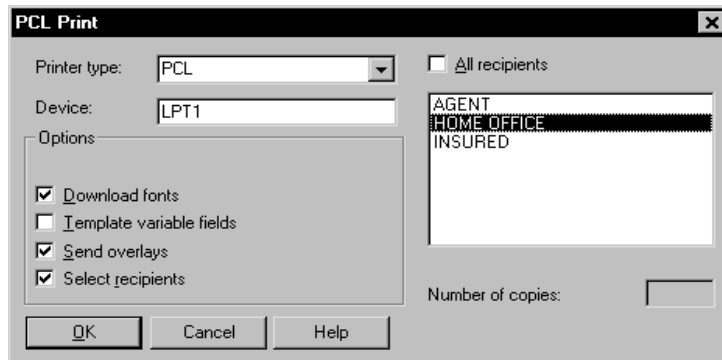 PCL Print
Printer type:
PCL
Device:
LPT1
Options
Download fonts
Template variable fields
Send overlays
Select recipients
All recipients
AGENT
HOME OFFICE
INSURED
Number of copies:
OK
Cancel
Help